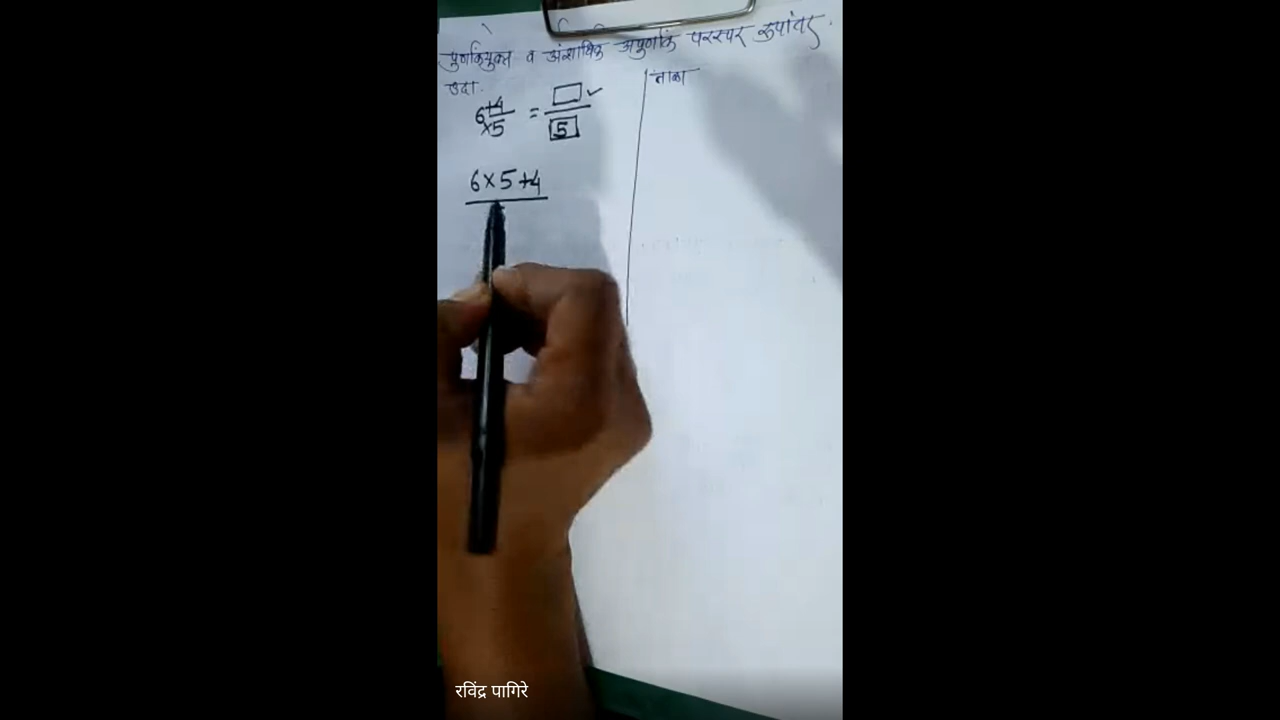 पुर्णांकयुक्त व अंशाधिक अपुर्णांक परस्पर रुपांतर.
उदा.
ताळा
6 +4/×5 = □/5 ✓
6×5+4
रविंद्र पागिरे